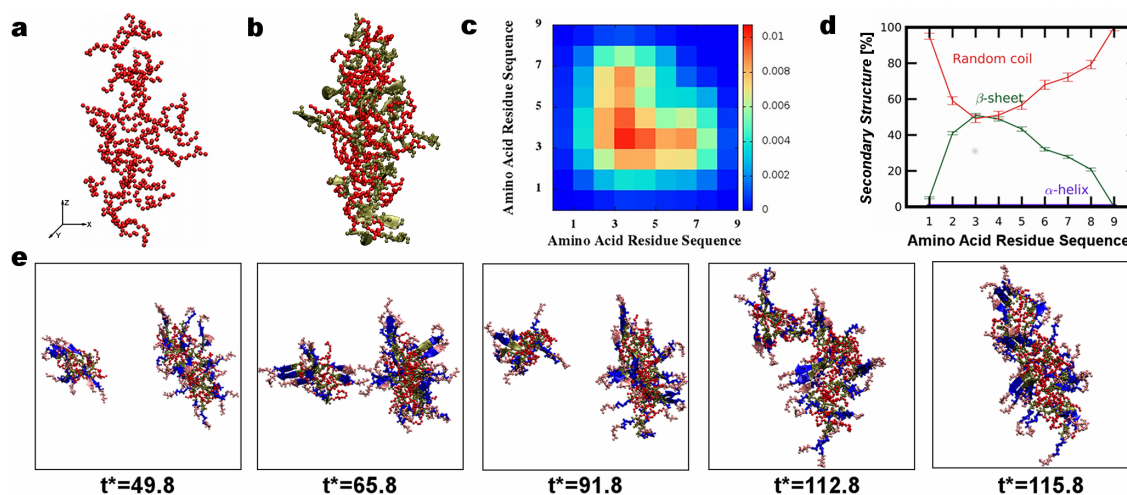 a
b
c
d
Z
X
Y
Amino Acid Residue Sequence
9
7
5
3
1
1 3 5 7 9
Amino Acid Residue Sequence
0.01
0.008
0.006
0.004
0.002
0
Secondary Structure [%]
100
80
60
40
20
0
Random coil
β-sheet
α-helix
1 2 3 4 5 6 7 8 9
Amino Acid Residue Sequence
e
t*=49.8
t*=65.8
t*=91.8
t*=112.8
t*=115.8